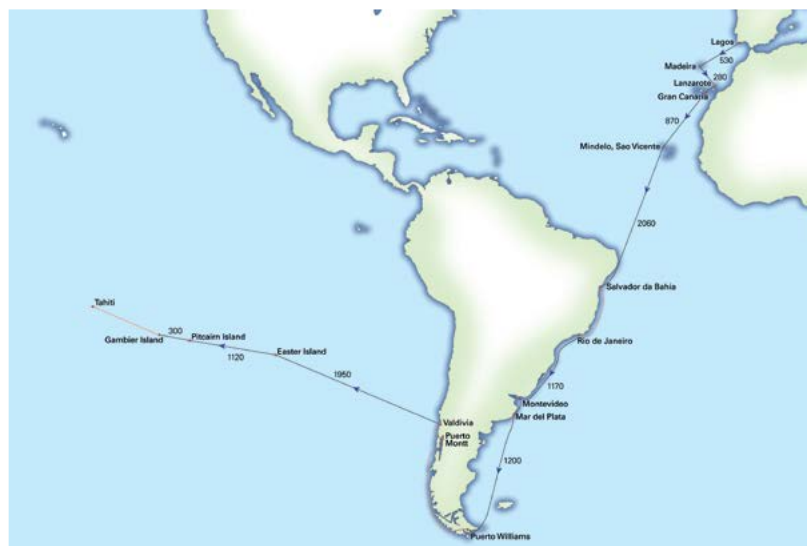 Lagos
530
Madeira
280
Lanzarote
Gran Canaria
870
Mindelo, Sao Vicente
2060
Salvador da Bahia
Rio de Janeiro
1170
Montevideo
Mar del Plata
1200
Puerto Williams
Valdivia
Puerto
Montt
1950
Easter Island
1120
Pitcairn Island
300
Gambier Island
Tahiti